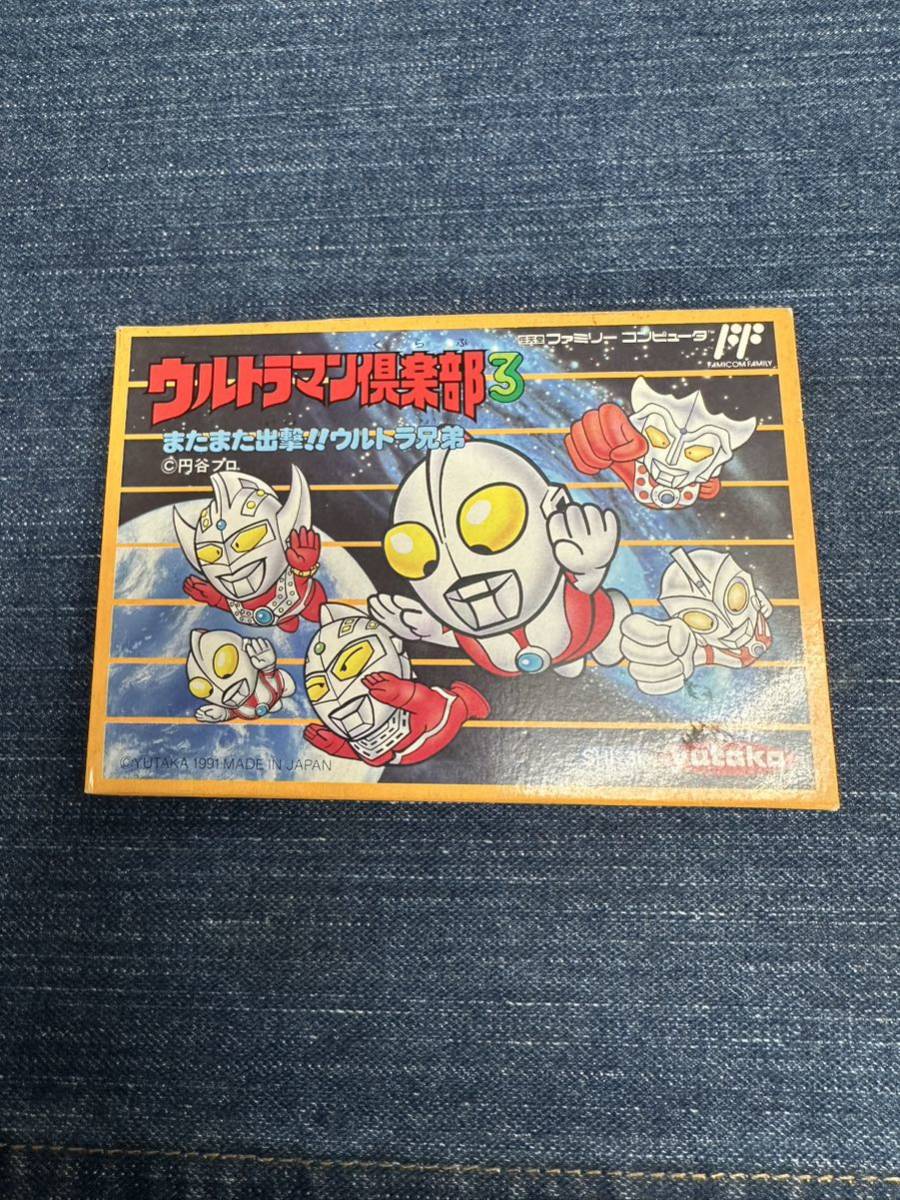 任天堂 ファミリー コンピュータ™
FAMICOM FAMILY
くらぶ
ウルトラマン倶楽部3
またまた出撃!!ウルトラ兄弟
©円谷プロ
©YUTAKA 1991 MADE IN JAPAN
yutaka